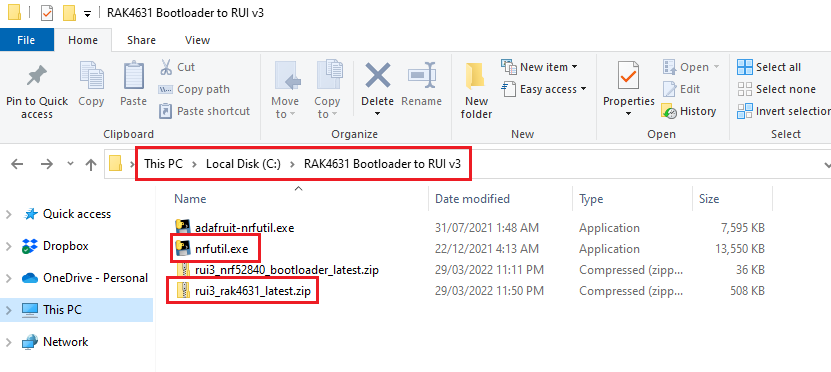 RAK4631 Bootloader to RUI v3
File Home Share View
Pin to Quick access
Copy
Paste
Cut
Copy path
Paste shortcut
Clipboard
Move to
Copy to
Delete
Rename
Organize
New folder
New item
Easy access
New
Properties
Open
Edit
History
Open
Select all
Select none
Invert selection
Select
This PC > Local Disk (C:) > RAK4631 Bootloader to RUI v3
Name Date modified Type Size
Quick access
Dropbox
OneDrive - Personal
This PC
Network
adafruit-nrfutil.exe 31/07/2021 1:48 AM Application 7,595 KB
nrfutil.exe 22/12/2021 4:13 AM Application 13,550 KB
rui3_nrf52840_bootloader_latest.zip 29/03/2022 11:11 PM Compressed (zipp... 36 KB
rui3_rak4631_latest.zip 29/03/2022 11:50 PM Compressed (zipp... 508 KB